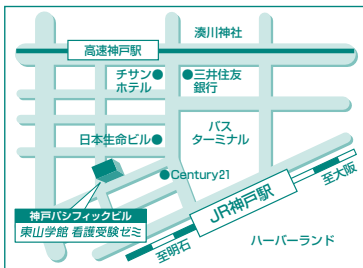 湊川神社
高速神戸駅
チサン
ホテル
三井住友
銀行
日本生命ビル
バス
ターミナル
Century21
神戸パシフィックビル
東山学館 看護受験ゼミ
JR神戸駅
至大阪
至明石
ハーバーランド